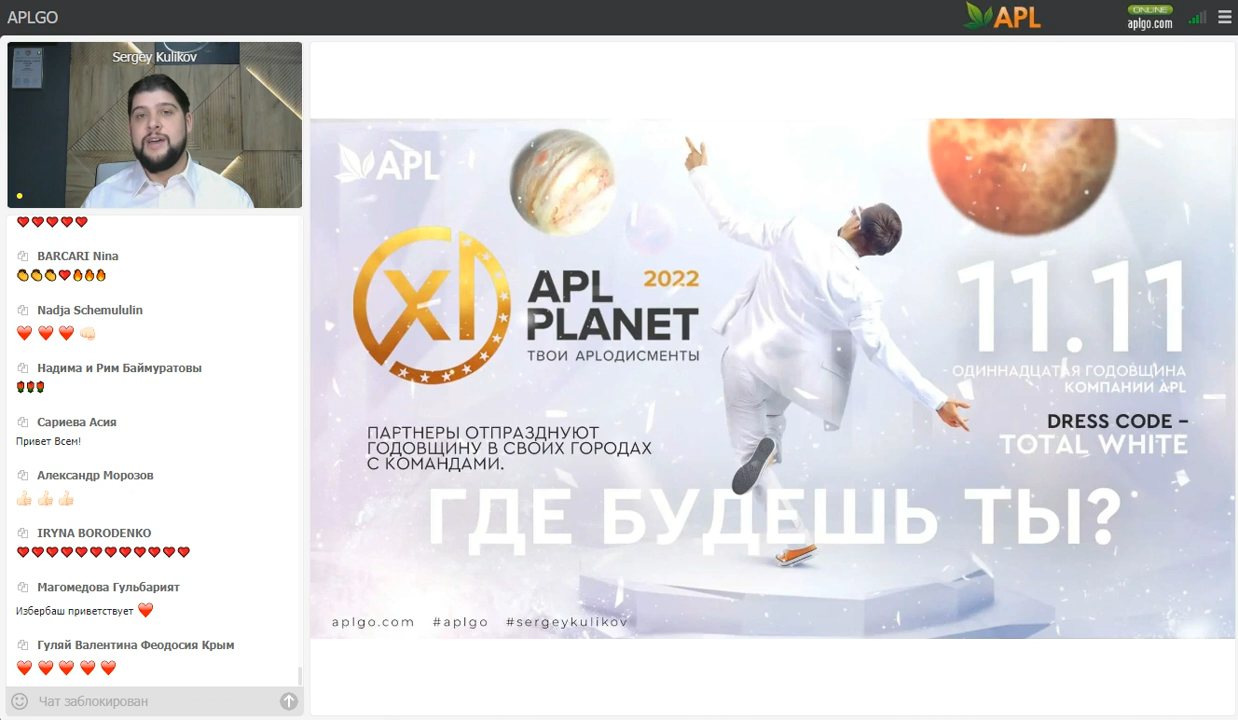 APLGO
APL
ONLINE
aplgo.com
Sergey Kulikov
BARCARI Nina
Nadja Schemululin
Надима и Рим Баймуратовы
Сариева Асия
Привет Всем!
Александр Морозов
IRYNA BORODENKO
Магомедова Гульбарият
Избербаш приветствует
Гуляй Валентина Феодосия Крым
Чат заблокирован
APL
XI
APL 2022
PLANET
ТВОИ APLОДИСМЕНТЫ
11.11
ОДИННАДЦАТАЯ ГОДОВЩИНА
КОМПАНИИ APL
DRESS CODE –
TOTAL WHITE
ПАРТНЕРЫ ОТПРАЗДНУЮТ
ГОДОВЩИНУ В СВОИХ ГОРОДАХ
С КОМАНДАМИ.
ГДЕ БУДЕШЬ ТЫ?
aplgo.com #aplgo #sergeykulikov